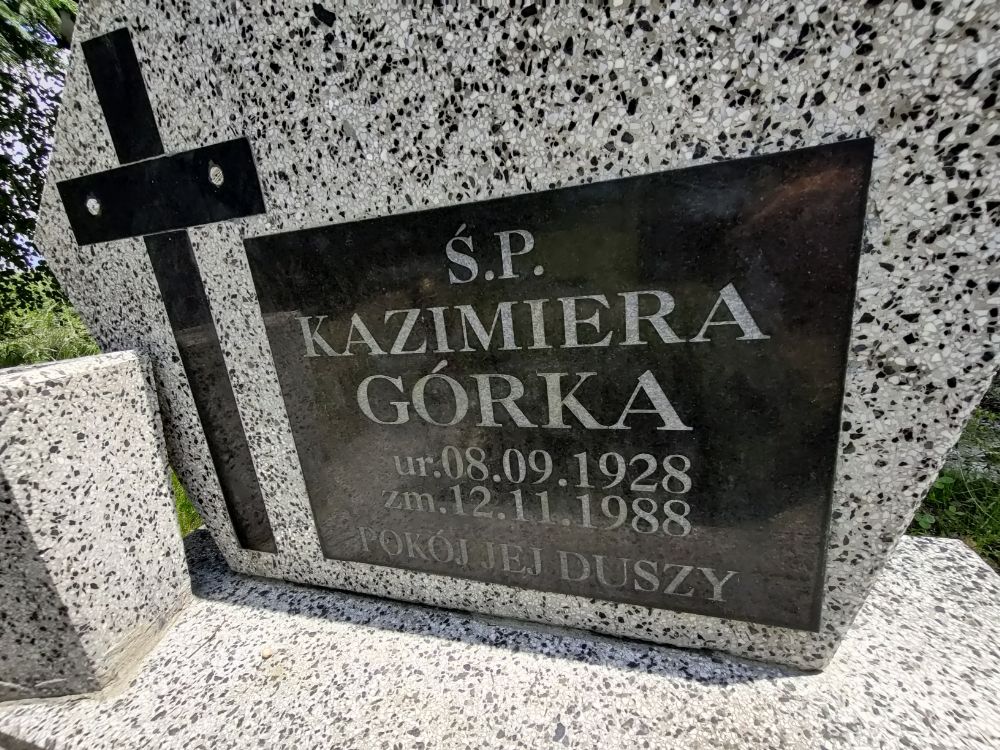 Ś.P.
KAZIMIERA
GÓRKA
ur.08.09.1928
zm.12.11.1988
POKÓJ JEJ DUSZY